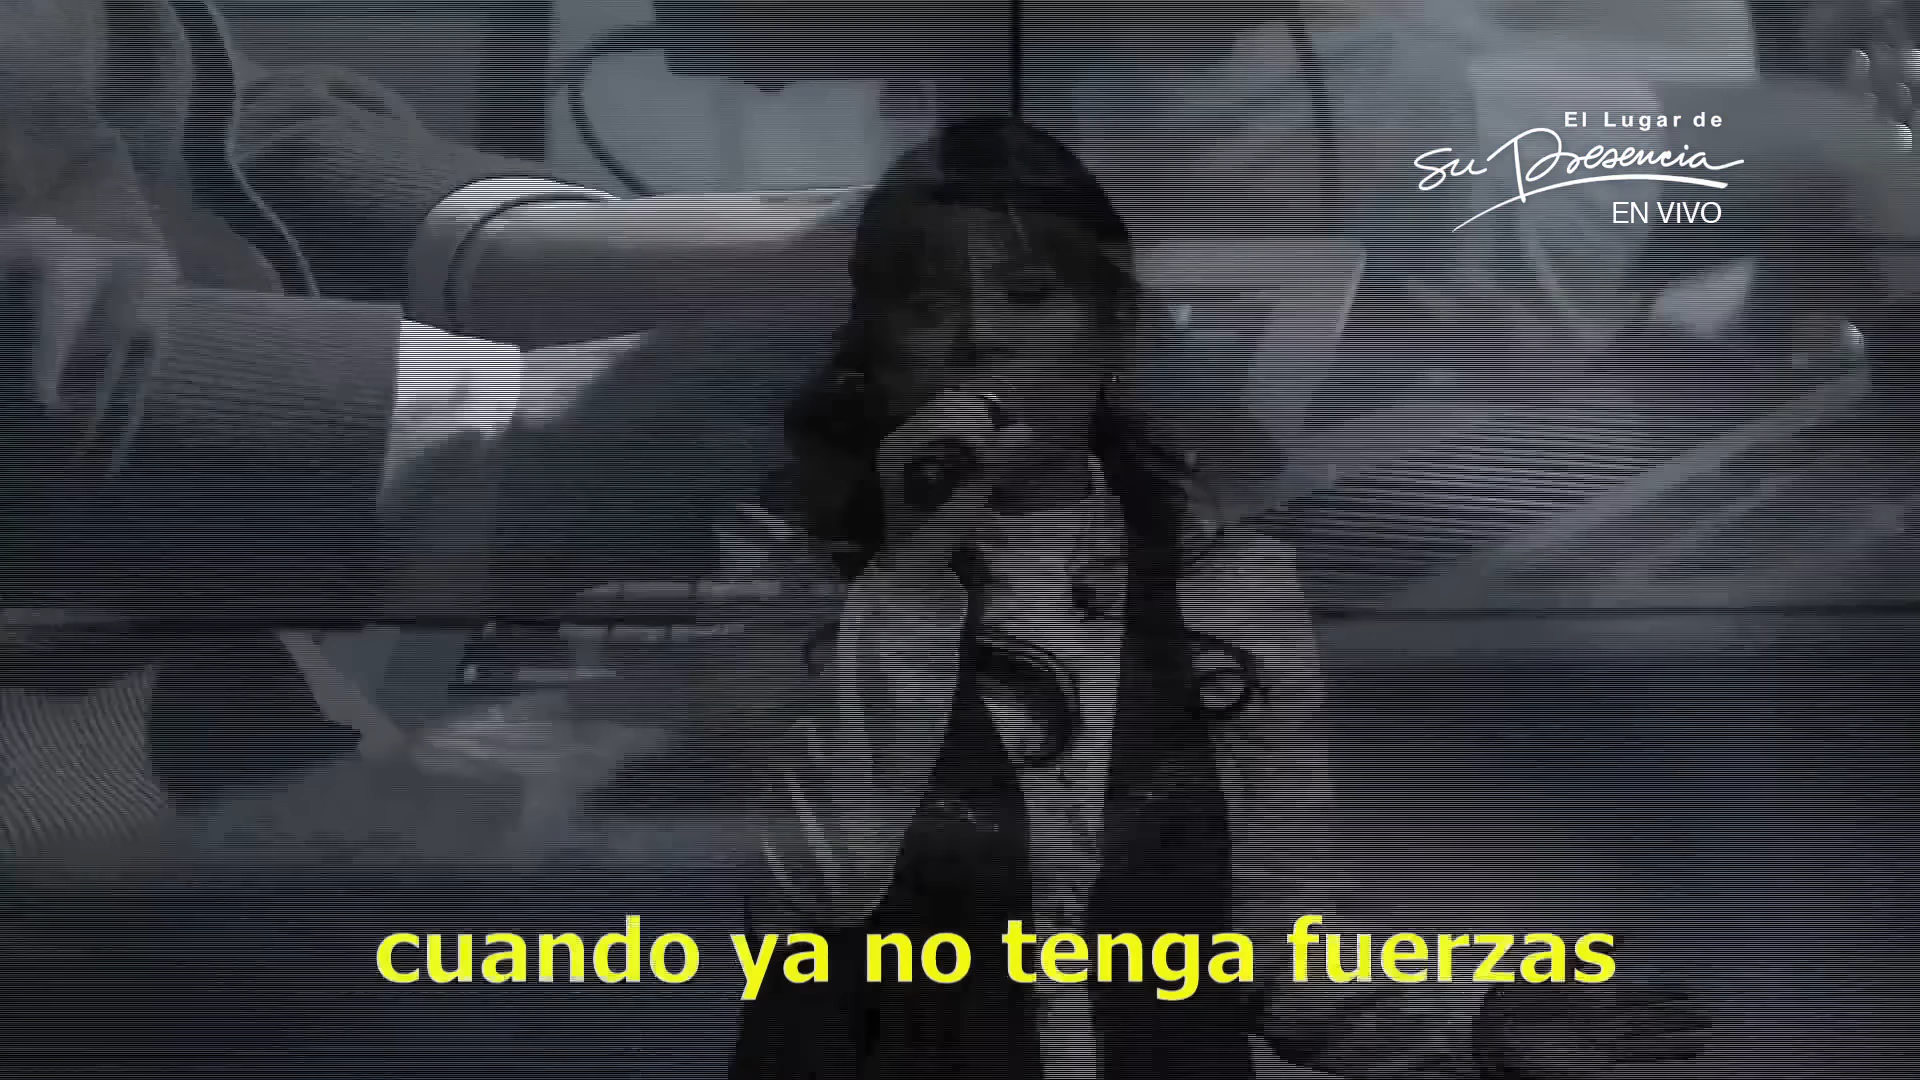 El Lugar de
Su Presencia
EN VIVO
cuando ya no tenga fuerzas